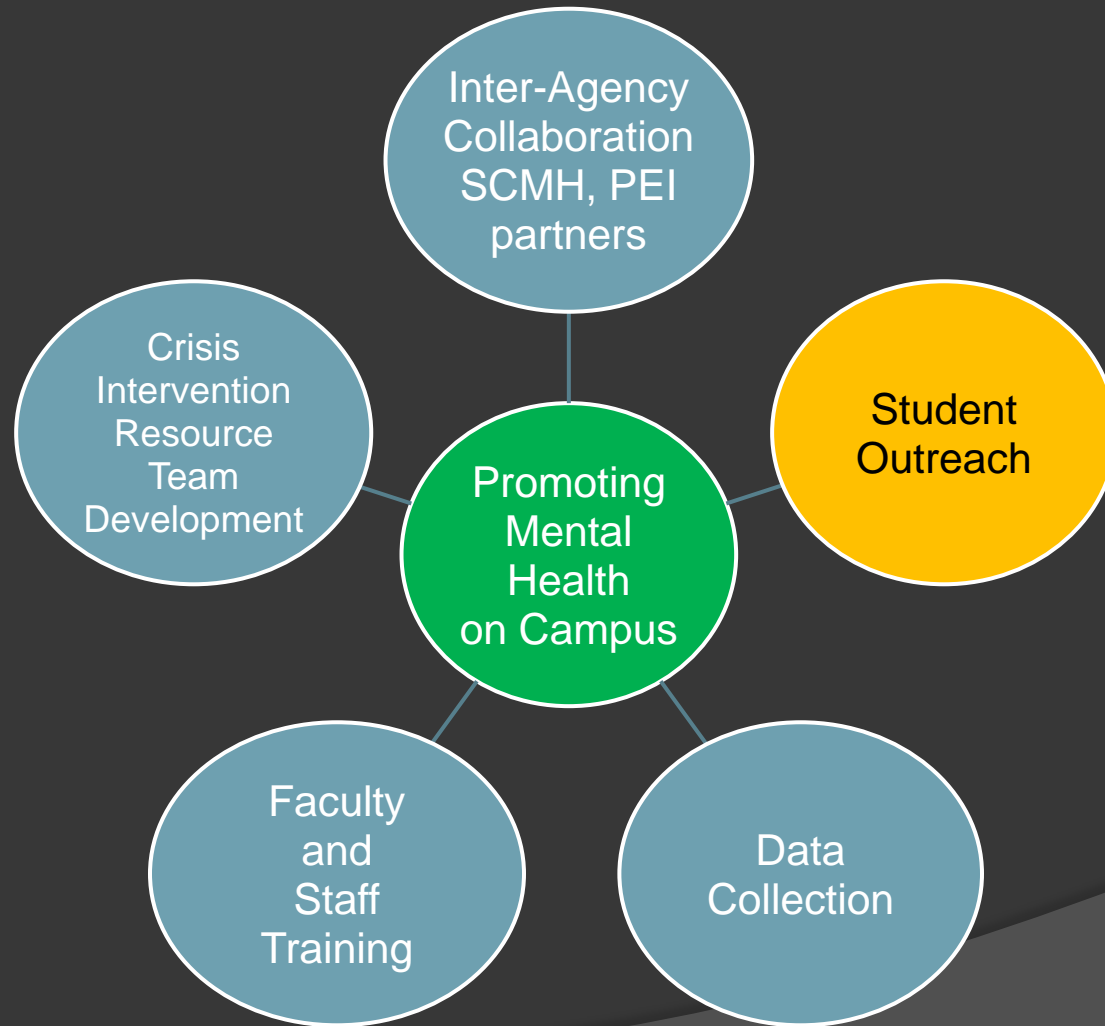 Inter-Agency
Collaboration
SCMH, PEI
partners
Crisis
Intervention
Resource
Team
Development
Student
Outreach
Promoting
Mental
Health
on Campus
Faculty
and
Staff
Training
Data
Collection